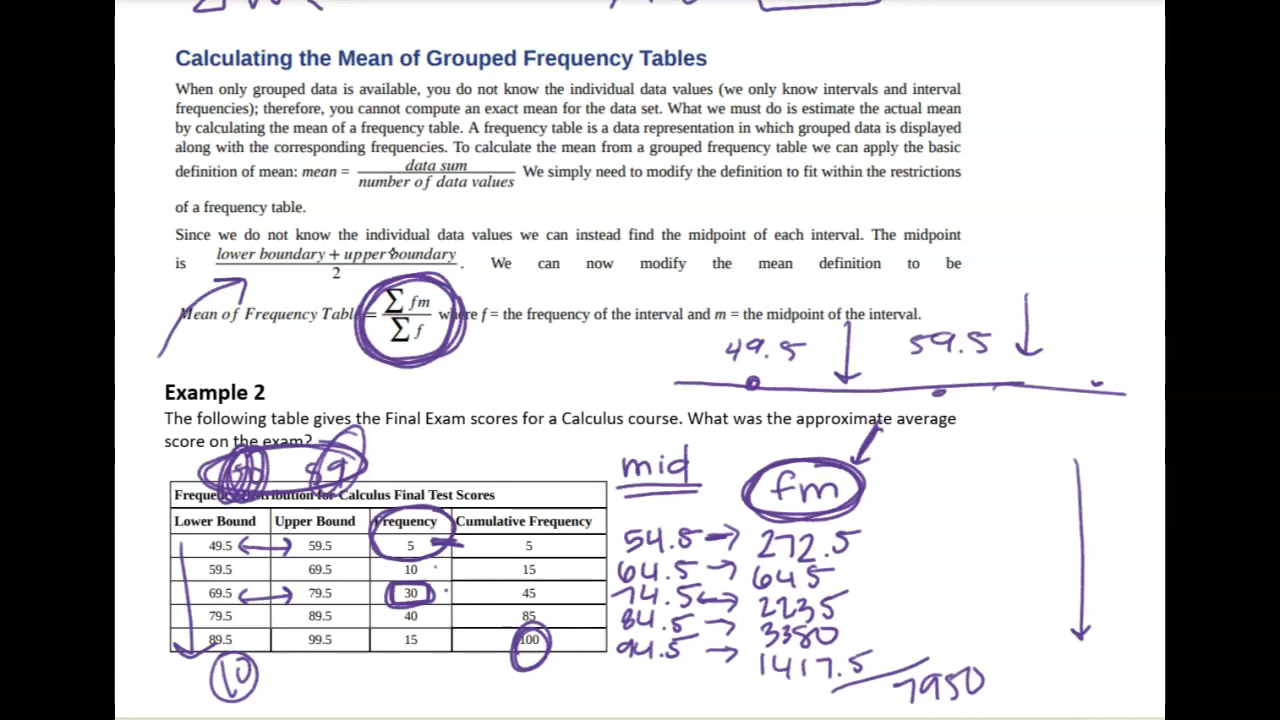 Calculating the Mean of Grouped Frequency Tables
When only grouped data is available, you do not know the individual data values (we only know intervals and interval
frequencies); therefore, you cannot compute an exact mean for the data set. What we must do is estimate the actual mean
by calculating the mean of a frequency table. A frequency table is a data representation in which grouped data is displayed
along with the corresponding frequencies. To calculate the mean from a grouped frequency table we can apply the basic
definition of mean: mean = data sum / number of data values We simply need to modify the definition to fit within the restrictions
of a frequency table.
Since we do not know the individual data values we can instead find the midpoint of each interval. The midpoint
is lower boundary + upper boundary / 2 . We can now modify the mean definition to be
Mean of Frequency Table = ∑ fm / ∑ f where f = the frequency of the interval and m = the midpoint of the interval.
49.5 59.5
Example 2
The following table gives the Final Exam scores for a Calculus course. What was the approximate average
score on the exam?
50 59
mid fm
Frequency Distribution for Calculus Final Test Scores
Lower Bound Upper Bound Frequency Cumulative Frequency
49.5 59.5 5 5 54.5 272.5
59.5 69.5 10 15 64.5 645
69.5 79.5 30 45 74.5 2235
79.5 89.5 40 85 84.5 3380
89.5 99.5 15 100 94.5 1417.5
10 7950